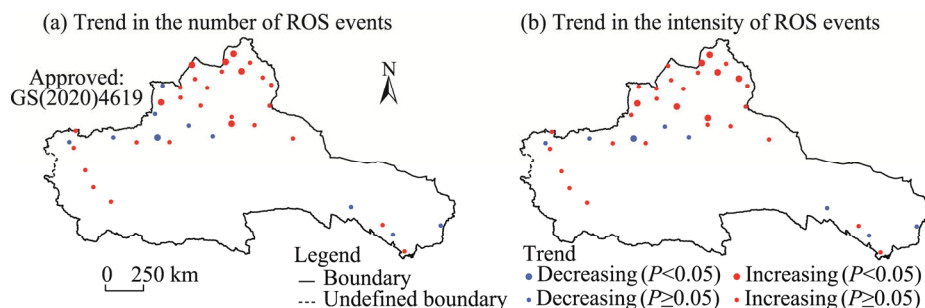 (a) Trend in the number of ROS events
(b) Trend in the intensity of ROS events
Approved:
GS(2020)4619
N
0 250 km
Legend
Boundary
Undefined boundary
Trend
Decreasing (P<0.05)
Increasing (P<0.05)
Decreasing (P≥0.05)
Increasing (P≥0.05)